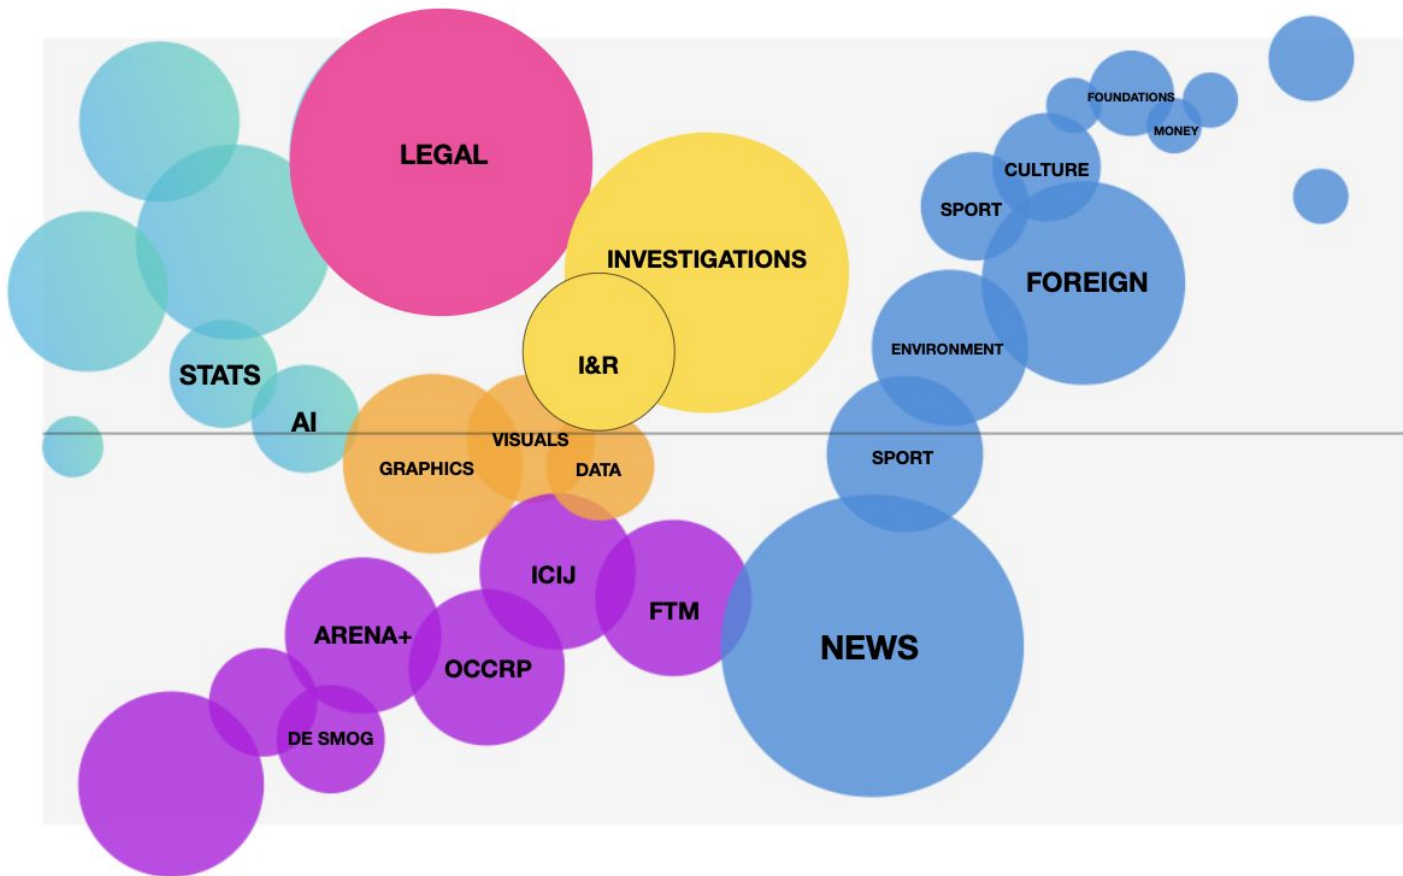 FOUNDATIONS
MONEY
LEGAL
CULTURE
SPORT
INVESTIGATIONS
FOREIGN
ENVIRONMENT
I&R
STATS
AI
VISUALS
GRAPHICS
DATA
SPORT
ICIJ
FTM
ARENA+
OCCRP
NEWS
DE SMOG